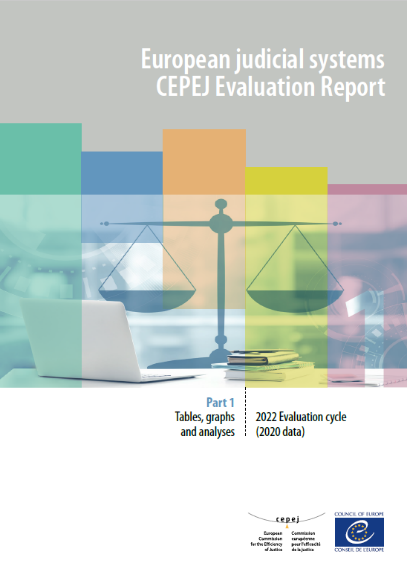 European judicial systems
CEPEJ Evaluation Report
Part 1
Tables, graphs
and analyses
2022 Evaluation cycle
(2020 data)
cepej
European
Commission
for the Efficiency
of Justice
Commission
européenne
pour l'efficacité
de la justice
COUNCIL OF EUROPE
CONSEIL DE L'EUROPE